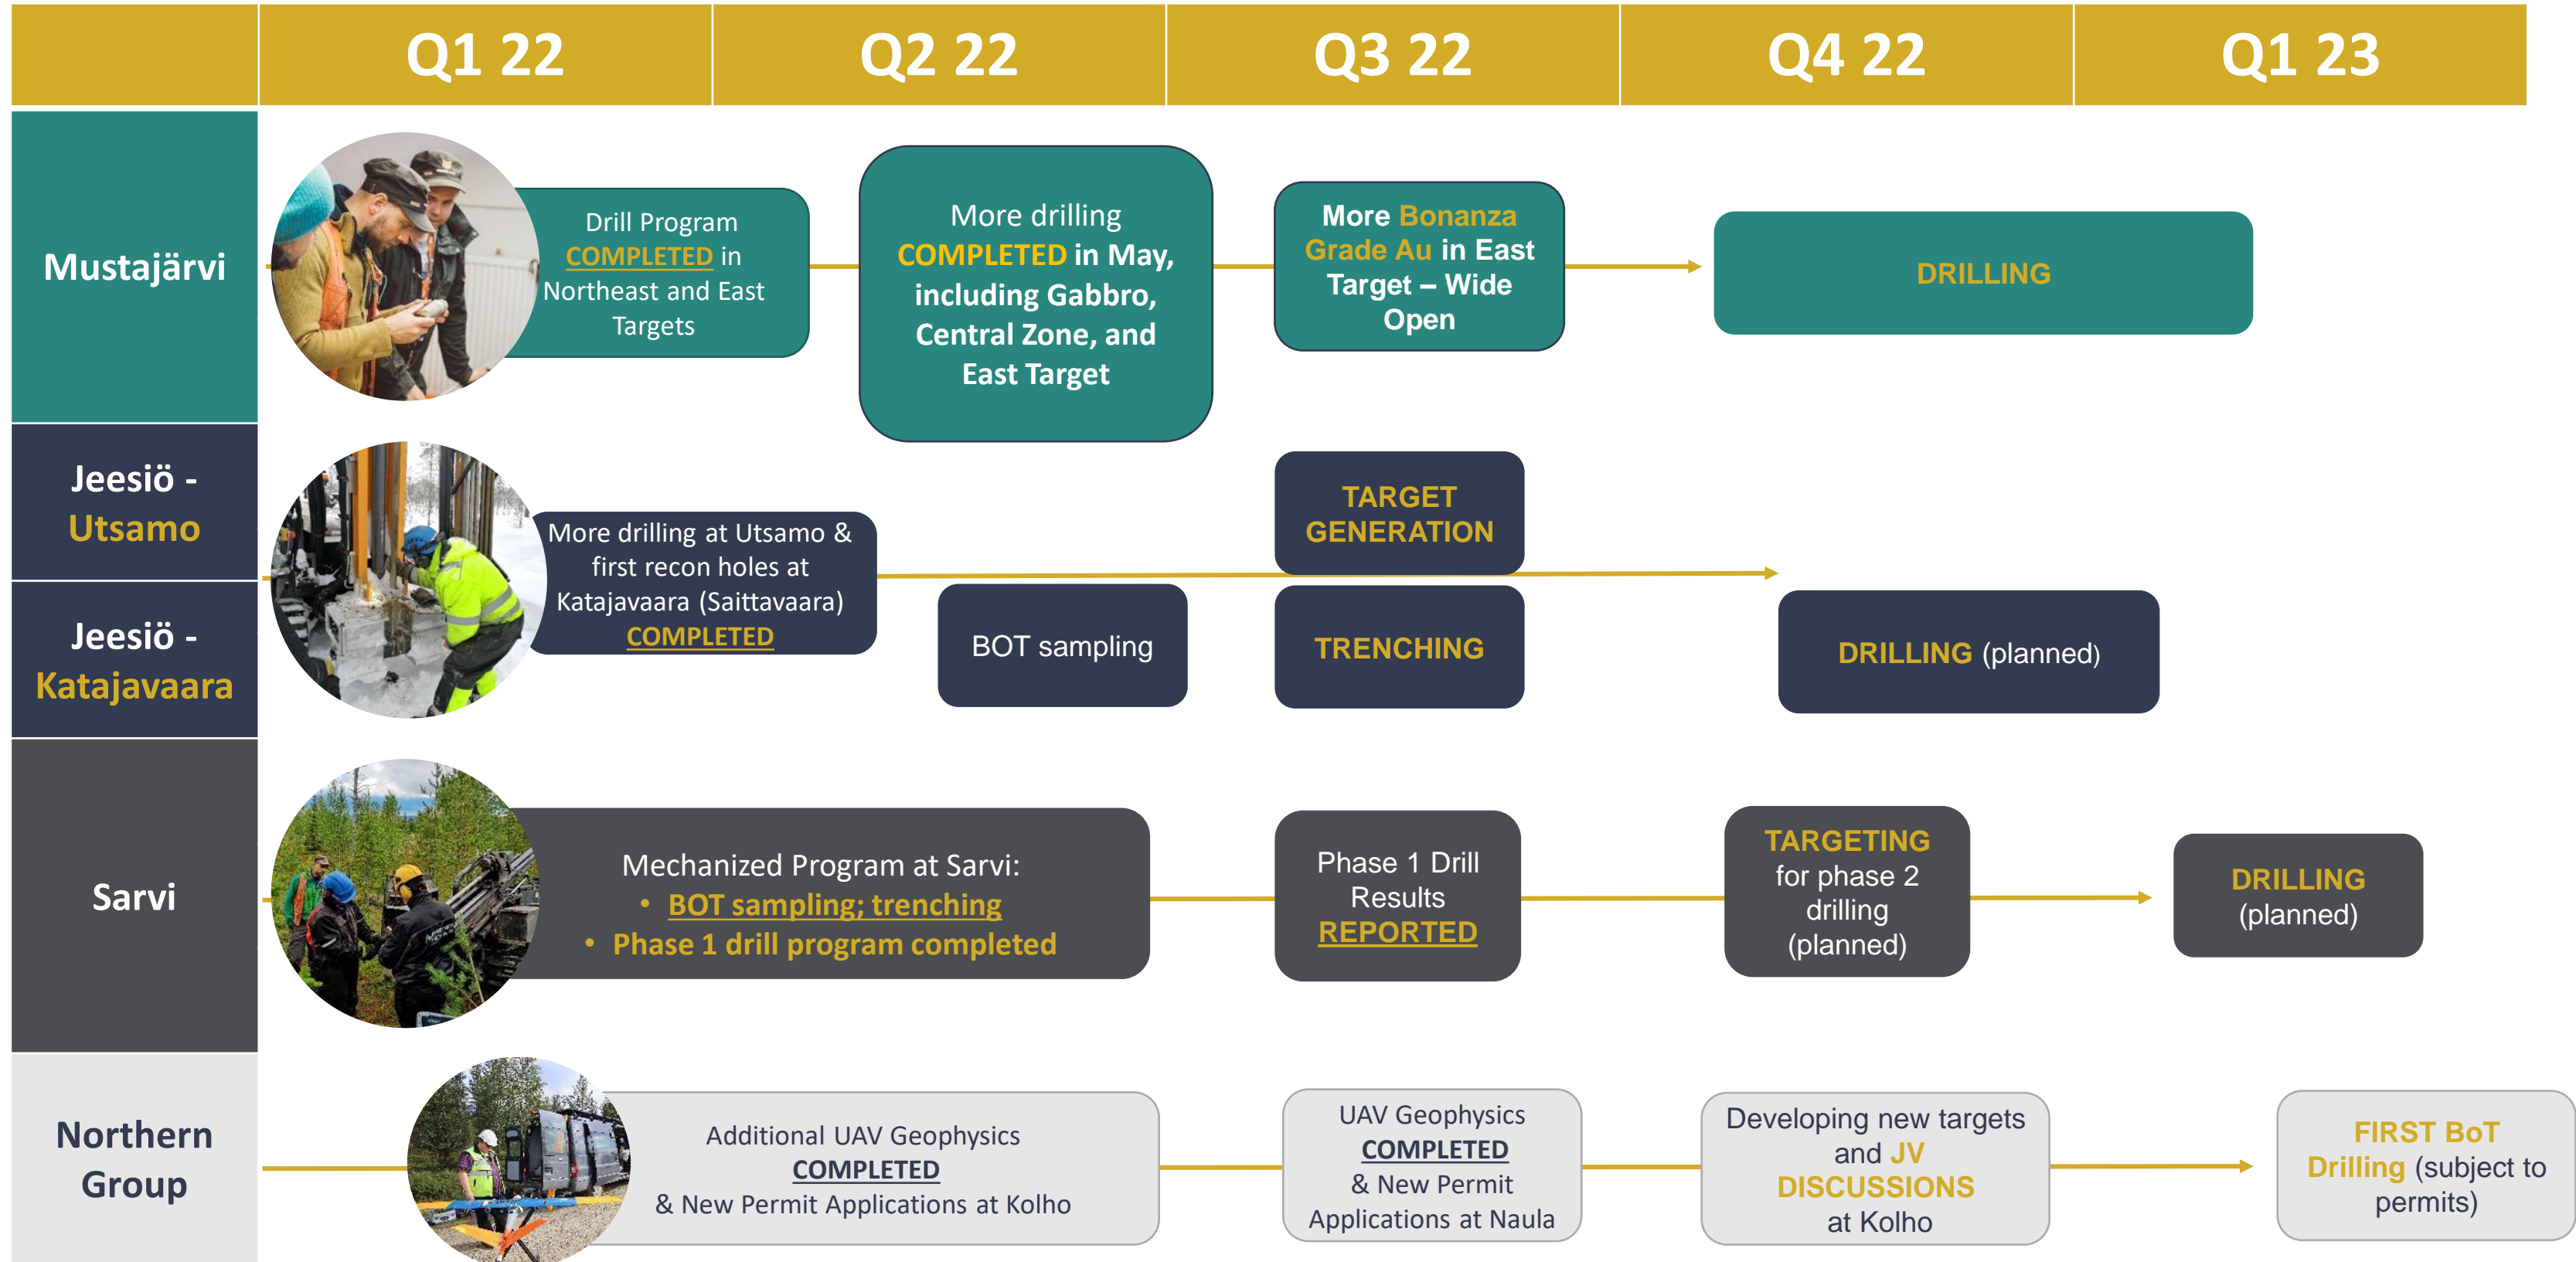 Q1 22
Q2 22
Q3 22
Q4 22
Q1 23
Mustajärvi
Drill Program
COMPLETED in
Northeast and East
Targets
More drilling
COMPLETED in May,
including Gabbro,
Central Zone, and
East Target
More Bonanza
Grade Au in East
Target – Wide
Open
DRILLING
Jeesiö -
Utsamo
Jeesiö -
Katajavaara
More drilling at Utsamo &
first recon holes at
Katajavaara (Saittavaara)
COMPLETED
BOT sampling
TARGET
GENERATION
TRENCHING
DRILLING (planned)
Sarvi
Mechanized Program at Sarvi:
• BOT sampling; trenching
• Phase 1 drill program completed
Phase 1 Drill
Results
REPORTED
TARGETING
for phase 2
drilling
(planned)
DRILLING
(planned)
Northern
Group
Additional UAV Geophysics
COMPLETED
& New Permit Applications at Kolho
UAV Geophysics
COMPLETED
& New Permit
Applications at Naula
Developing new targets
and JV
DISCUSSIONS
at Kolho
FIRST BoT
Drilling (subject to
permits)